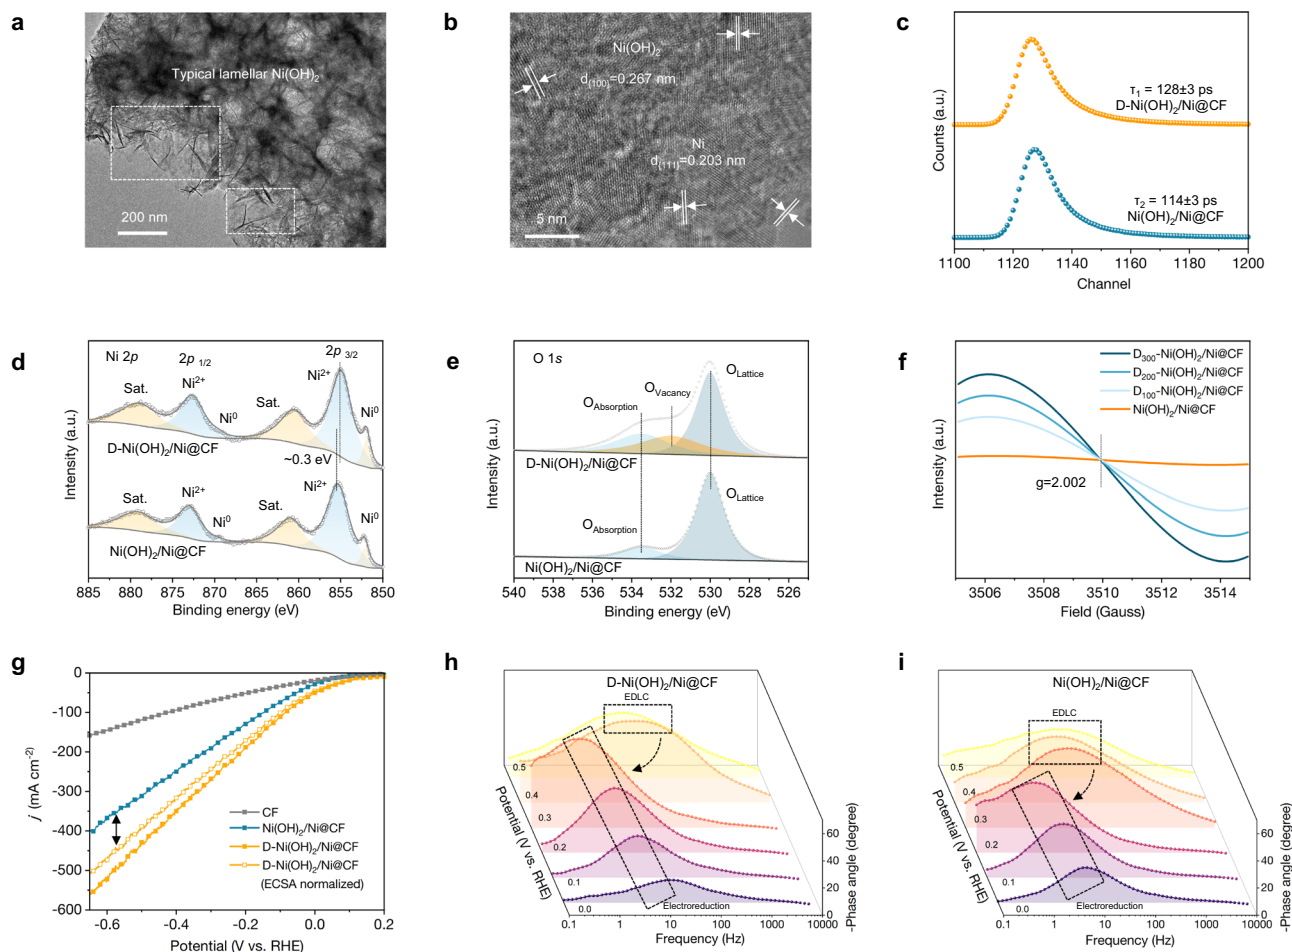 a
Typical lamellar Ni(OH)2
200 nm
b
Ni(OH)2
d(100)=0.267 nm
Ni
d(111)=0.203 nm
5 nm
c
τ1 = 128±3 ps
D-Ni(OH)2/Ni@CF
τ2 = 114±3 ps
Ni(OH)2/Ni@CF
Counts (a.u.)
1100 1120 1140 1160 1180 1200
Channel
d
Ni 2p
2p 1/2
2p 3/2
Sat.
Ni2+
Ni0
Sat.
Ni2+
Ni0
D-Ni(OH)2/Ni@CF
~0.3 eV
Sat.
Ni2+
Ni0
Sat.
Ni2+
Ni0
Ni(OH)2/Ni@CF
Intensity (a.u.)
885 880 875 870 865 860 855 850
Binding energy (eV)
e
O 1s
OAbsorption
OVacancy
OLattice
D-Ni(OH)2/Ni@CF
OAbsorption
OLattice
Ni(OH)2/Ni@CF
Intensity (a.u.)
540 538 536 534 532 530 528 526
Binding energy (eV)
f
D300-Ni(OH)2/Ni@CF
D200-Ni(OH)2/Ni@CF
D100-Ni(OH)2/Ni@CF
Ni(OH)2/Ni@CF
g=2.002
Intensity (a.u.)
3506 3508 3510 3512 3514
Field (Gauss)
g
0
-100
-200
-300
-400
-500
-600
j (mA cm-2)
CF
Ni(OH)2/Ni@CF
D-Ni(OH)2/Ni@CF
D-Ni(OH)2/Ni@CF
(ECSA normalized)
-0.6 -0.4 -0.2 0.0 0.2
Potential (V vs. RHE)
h
D-Ni(OH)2/Ni@CF
EDLC
0.5
0.4
0.3
0.2
0.1
0.0
Electroreduction
Potential (V vs. RHE)
0.1 1 10 100 1000 10000
Frequency (Hz)
60
40
20
0
-Phase angle (degree)
i
Ni(OH)2/Ni@CF
EDLC
0.5
0.4
0.3
0.2
0.1
0.0
Electroreduction
Potential (V vs. RHE)
0.1 1 10 100 1000 10000
Frequency (Hz)
60
40
20
0
-Phase angle (degree)